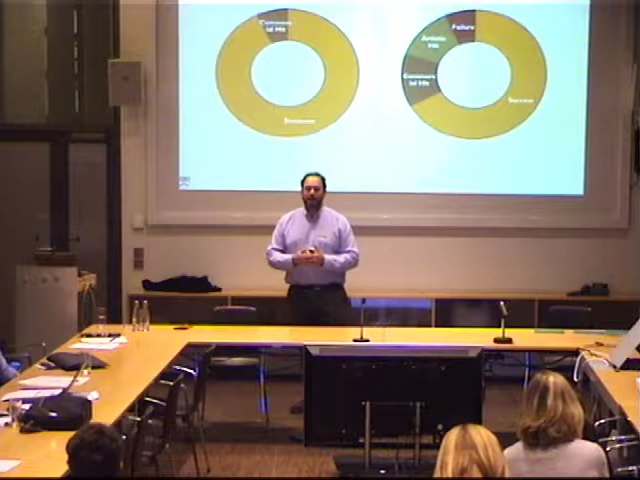 Commerc
ial Hit
Success
Failure
Artistic
Hit
Commerc
ial Hit
Success